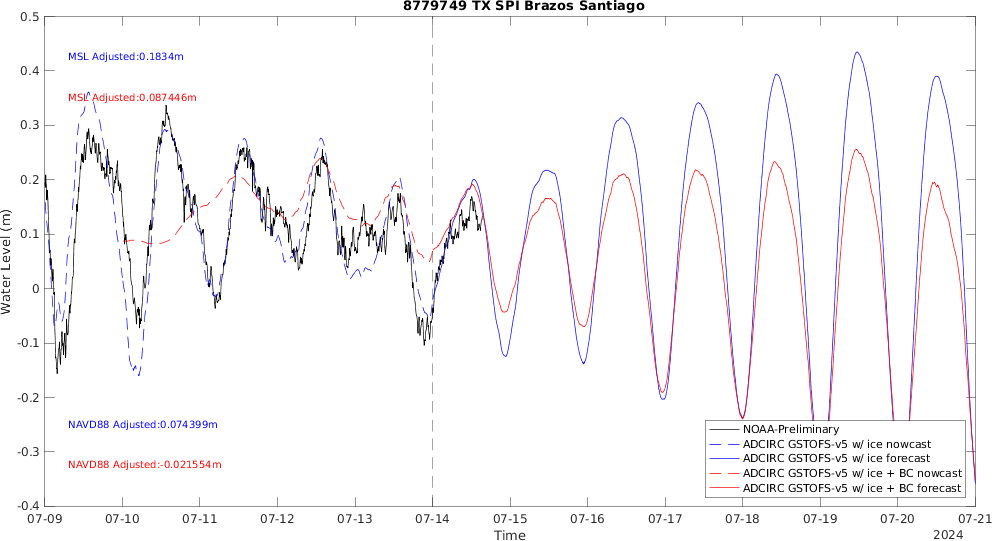 8779749 TX SPI Brazos Santiago
Water Level (m)
0.5
0.4
0.3
0.2
0.1
0
-0.1
-0.2
-0.3
-0.4
MSL Adjusted:0.1834m
MSL Adjusted:0.087446m
NAVD88 Adjusted:0.074399m
NAVD88 Adjusted:-0.021554m
NOAA-Preliminary
ADCIRC GSTOFS-v5 w/ ice nowcast
ADCIRC GSTOFS-v5 w/ ice forecast
ADCIRC GSTOFS-v5 w/ ice + BC nowcast
ADCIRC GSTOFS-v5 w/ ice + BC forecast
07-09 07-10 07-11 07-12 07-13 07-14 07-15 07-16 07-17 07-18 07-19 07-20 07-21
Time
2024